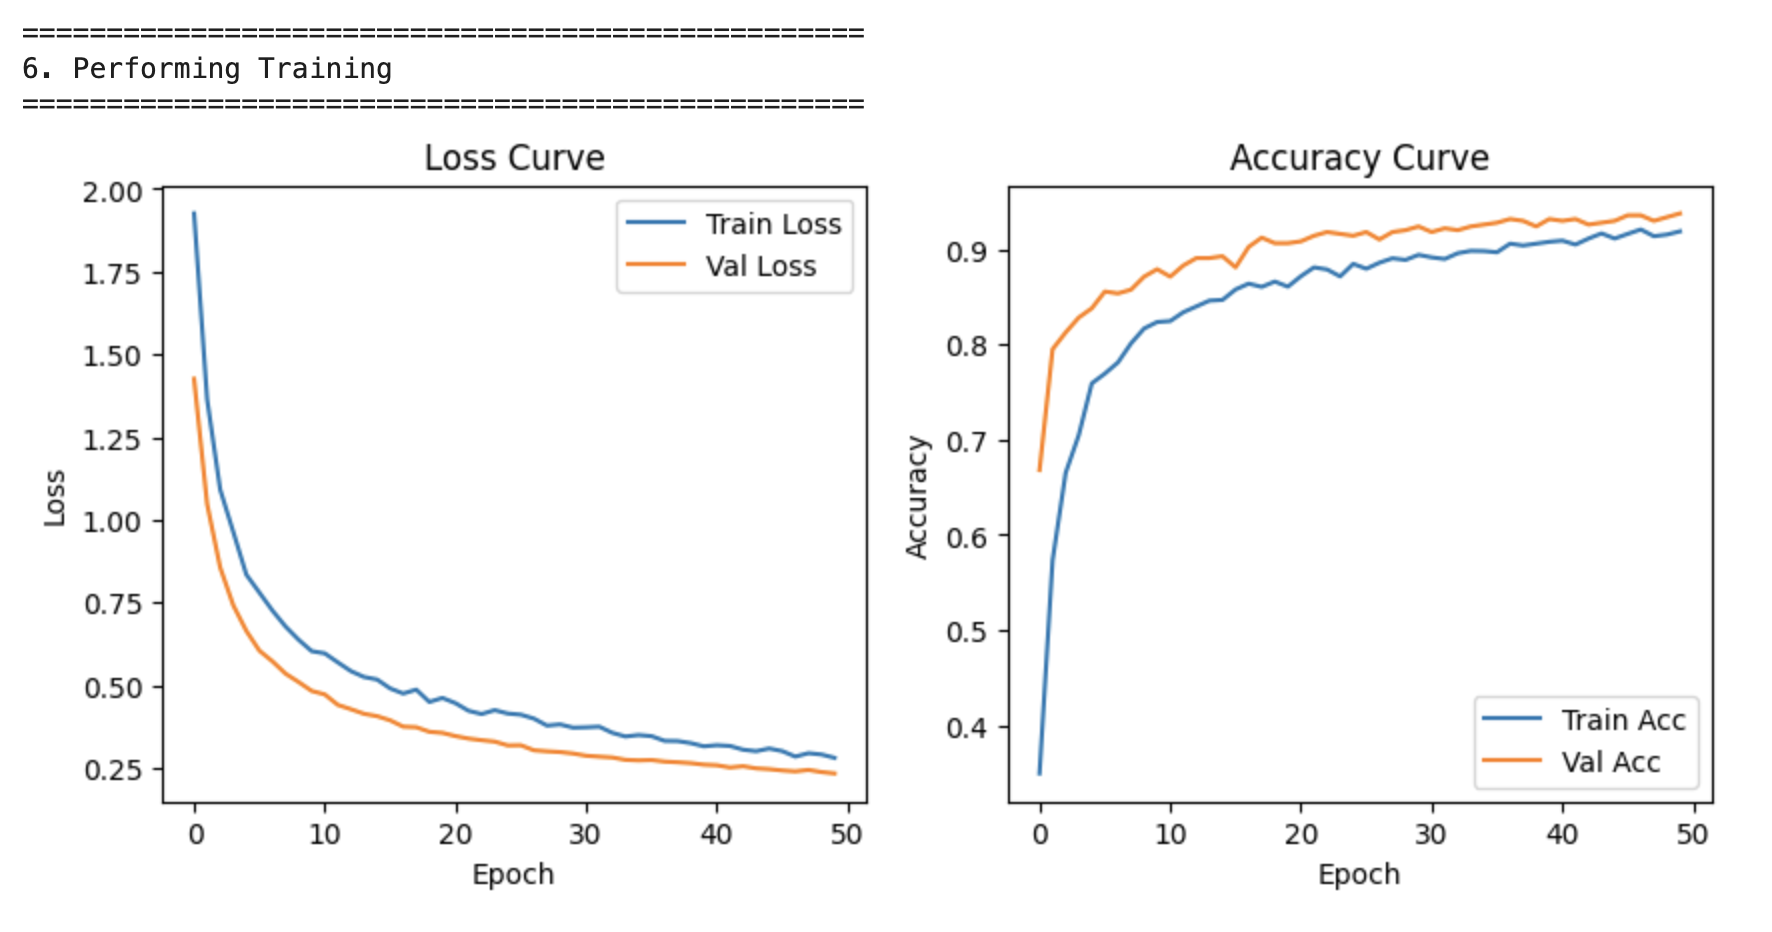 ==================================================
6. Performing Training
==================================================
Loss Curve
2.00
1.75
1.50
1.25
1.00
0.75
0.50
0.25
Loss
0 10 20 30 40 50
Epoch
Train Loss
Val Loss
Accuracy Curve
0.9
0.8
0.7
0.6
0.5
0.4
Accuracy
0 10 20 30 40 50
Epoch
Train Acc
Val Acc